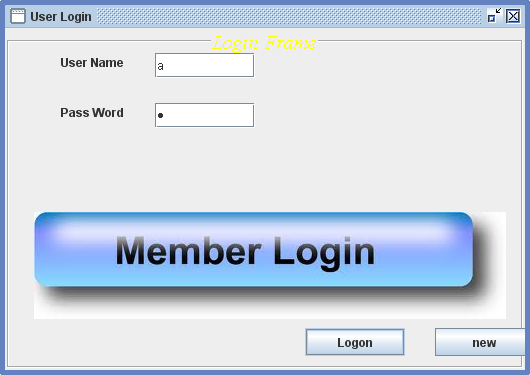 User Login
Login Frame
User Name
a
Pass Word
Member Login
Logon
new